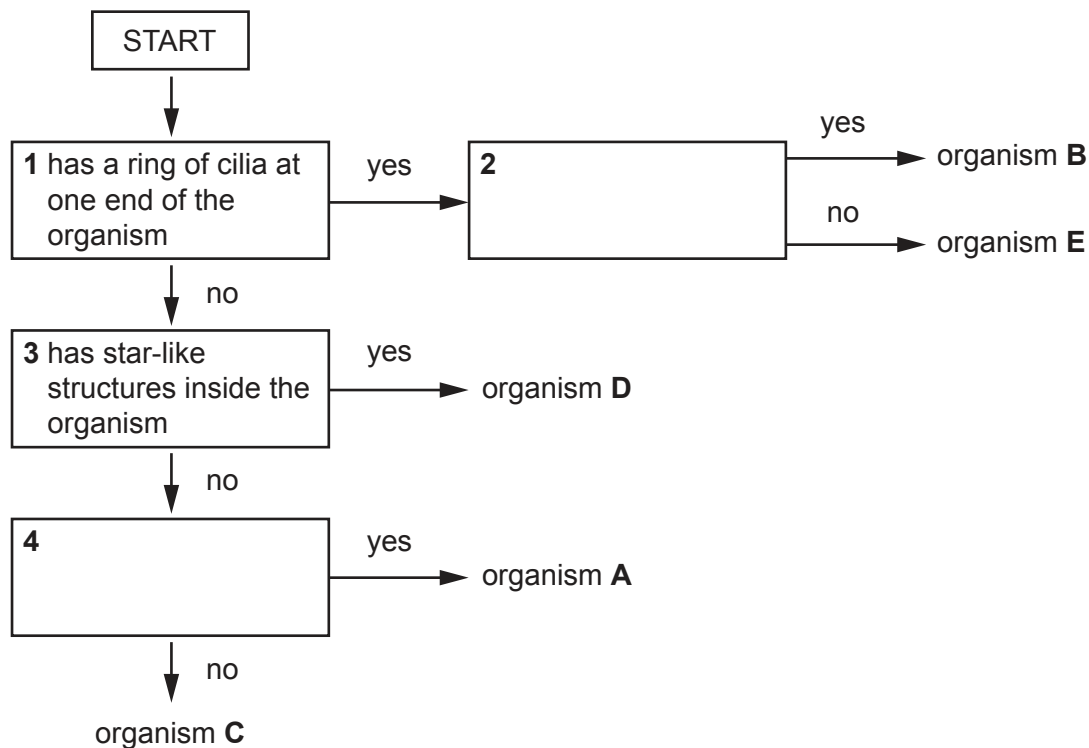 START
1 has a ring of cilia at
one end of the
organism
yes
2
yes
organism B
no
organism E
no
3 has star-like
structures inside the
organism
yes
organism D
no
4
yes
organism A
no
organism C